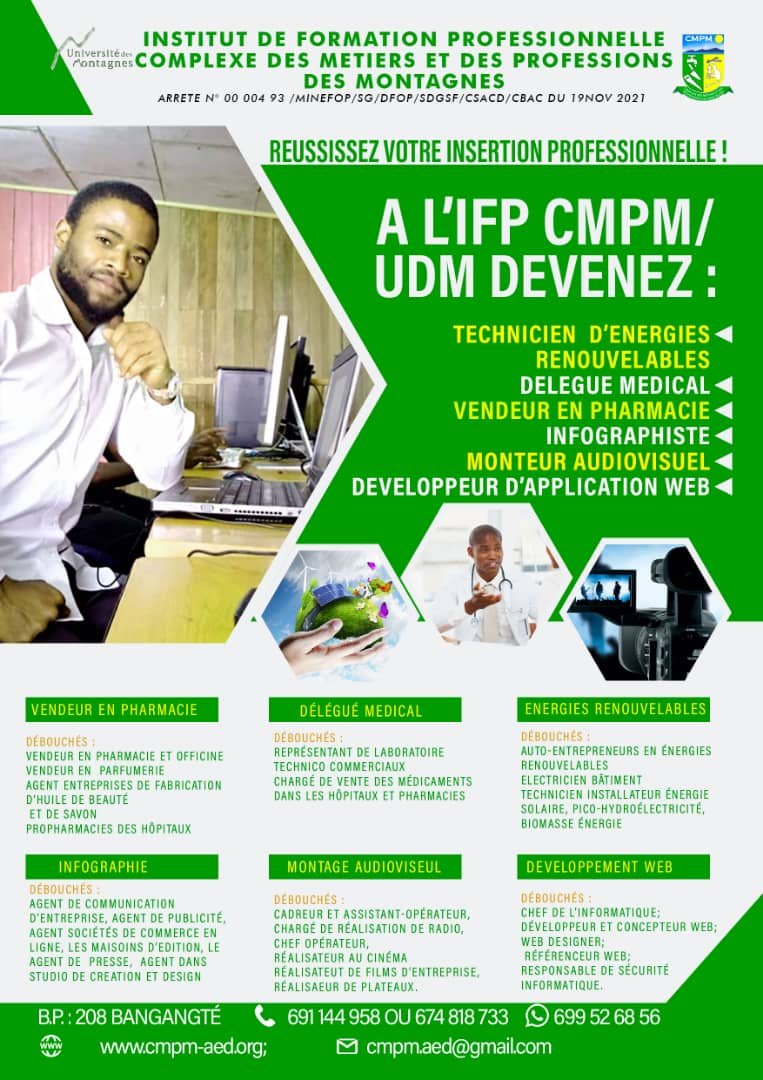 Université des
Montagnes
INSTITUT DE FORMATION PROFESSIONNELLE
COMPLEXE DES METIERS ET DES PROFESSIONS
DES MONTAGNES
ARRETE N° 00 004 93 /MINEFOP/SG/DFOP/SDGSF/CSACD/CBAC DU 19NOV 2021
CMPM
REUSSISSEZ VOTRE INSERTION PROFESSIONNELLE !
A L'IFP CMPM/
UDM DEVENEZ :
TECHNICIEN D'ENERGIES
RENOUVELABLES
DELEGUE MEDICAL
VENDEUR EN PHARMACIE
INFOGRAPHISTE
MONTEUR AUDIOVISUEL
DEVELOPPEUR D'APPLICATION WEB
VENDEUR EN PHARMACIE
DÉBOUCHÉS :
VENDEUR EN PHARMACIE ET OFFICINE
VENDEUR EN PARFUMERIE
AGENT ENTREPRISES DE FABRICATION
D'HUILE DE BEAUTÉ
ET DE SAVON
PROPHARMACIES DES HÔPITAUX
DÉLÉGUÉ MEDICAL
DÉBOUCHÉS :
REPRÉSENTANT DE LABORATOIRE
TECHNICO COMMERCIAUX
CHARGÉ DE VENTE DES MÉDICAMENTS
DANS LES HÔPITAUX ET PHARMACIES
ENERGIES RENOUVELABLES
DÉBOUCHÉS :
AUTO-ENTREPRENEURS EN ÉNERGIES
RENOUVELABLES
ELECTRICIEN BÂTIMENT
TECHNICIEN INSTALLATEUR ÉNERGIE
SOLAIRE, PICO-HYDROÉLECTRICITÉ,
BIOMASSE ÉNERGIE
INFOGRAPHIE
DÉBOUCHÉS :
AGENT DE COMMUNICATION
D'ENTREPRISE, AGENT DE PUBLICITÉ,
AGENT SOCIÉTÉS DE COMMERCE EN
LIGNE, LES MAISOINS D'EDITION, LE
AGENT DE PRESSE, AGENT DANS
STUDIO DE CREATION ET DESIGN
MONTAGE AUDIOVISEUL
DÉBOUCHÉS :
CADREUR ET ASSISTANT-OPÉRATEUR,
CHARGÉ DE RÉALISATION DE RADIO,
CHEF OPÉRATEUR,
RÉALISATEUR AU CINÉMA
RÉALISATEUT DE FILMS D'ENTREPRISE,
RÉALISAEUR DE PLATEAUX.
DEVELOPPEMENT WEB
DÉBOUCHÉS :
CHEF DE L'INFORMATIQUE;
DÉVELOPPEUR ET CONCEPTEUR WEB;
WEB DESIGNER;
RÉFÉRENCEUR WEB;
RESPONSABLE DE SÉCURITÉ
INFORMATIQUE.
B.P. : 208 BANGANGTÉ 691 144 958 OU 674 818 733 699 52 68 56
www www.cmpm-aed.org; cmpm.aed@gmail.com